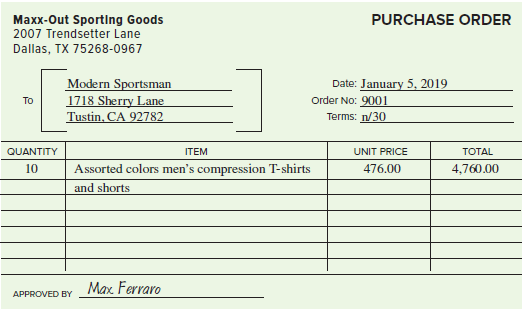 Maxx-Out Sporting Goods
2007 Trendsetter Lane
Dallas, TX 75268-0967
PURCHASE ORDER
To
Modern Sportsman
1718 Sherry Lane
Tustin, CA 92782
Date: January 5, 2019
Order No: 9001
Terms: n/30
QUANTITY ITEM UNIT PRICE TOTAL
10 Assorted colors men's compression T-shirts 476.00 4,760.00
and shorts
APPROVED BY Max Ferraro